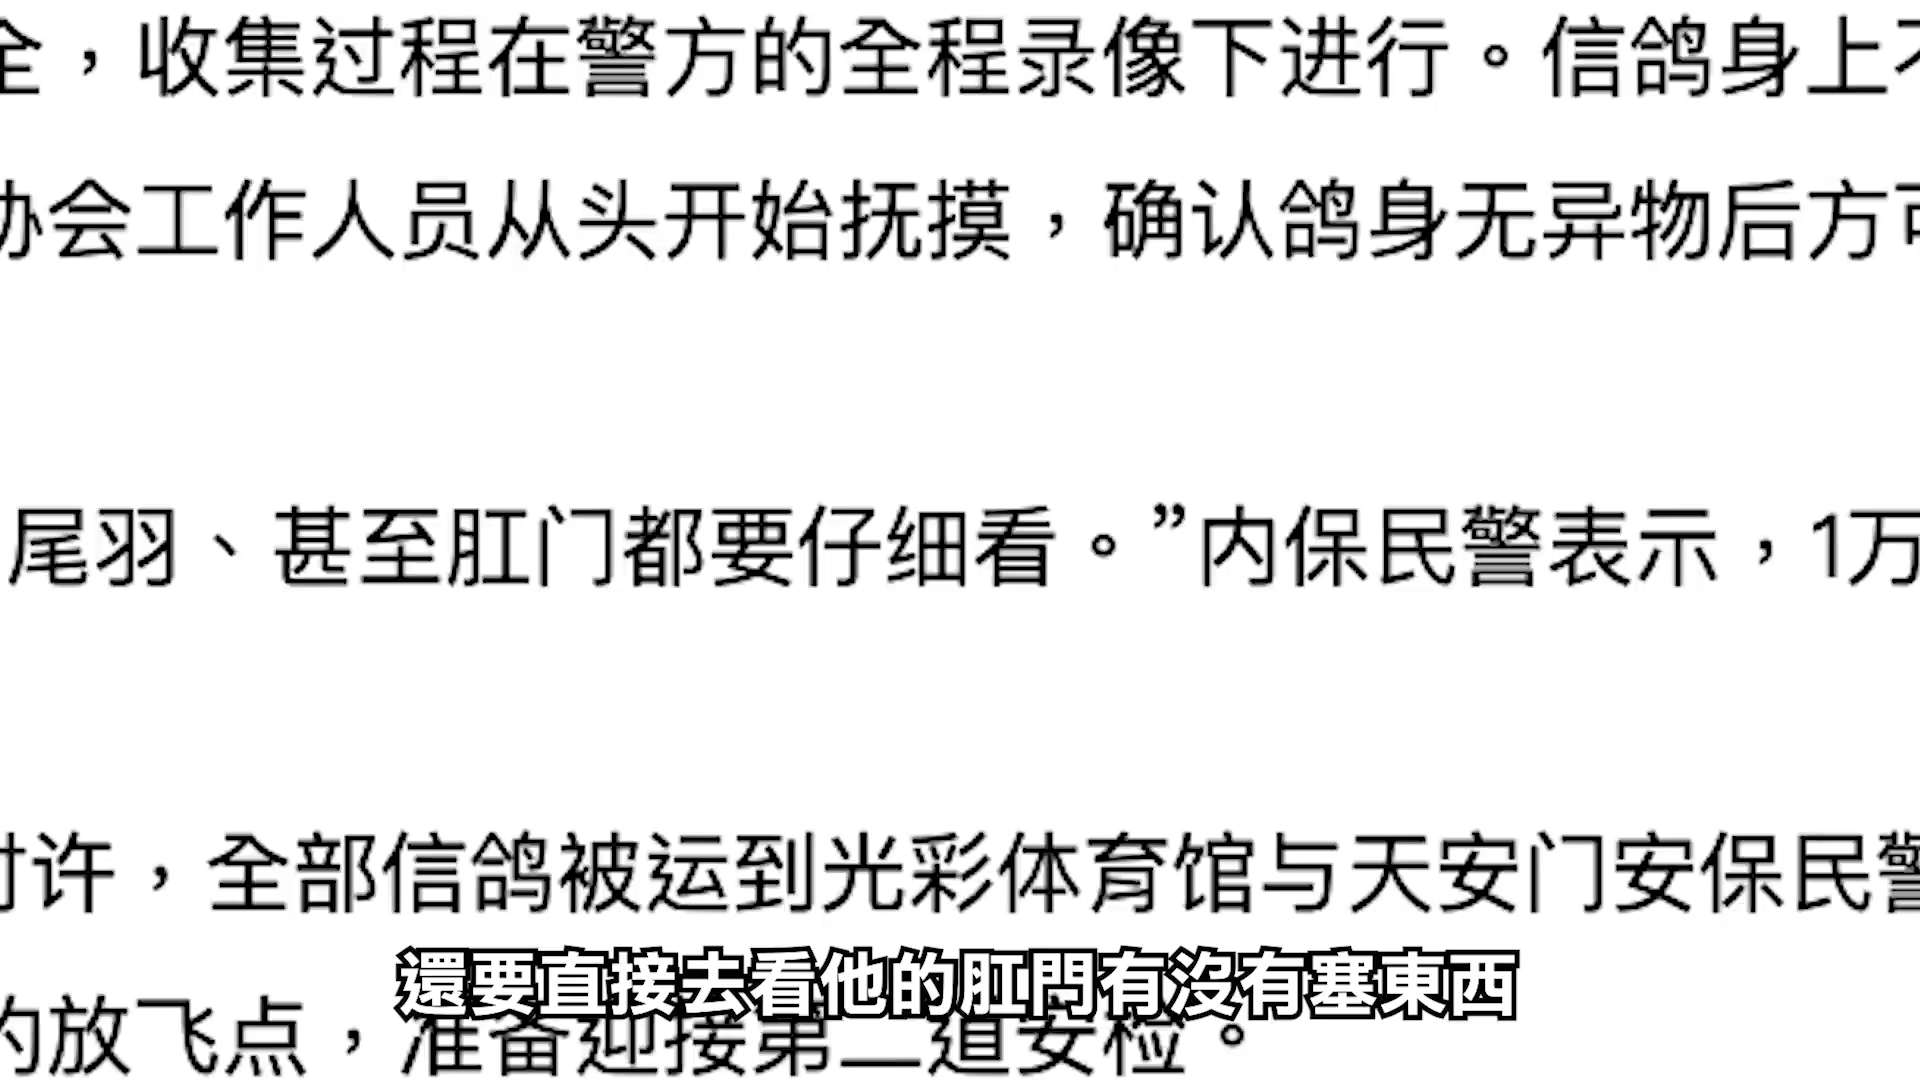 全，收集过程在警方的全程录像下进行。信鸽身上不
协会工作人员从头开始抚摸，确认鸽身无异物后方可
尾羽、甚至肛门都要仔细看。”内保民警表示，1万
时许，全部信鸽被运到光彩体育馆与天安门安保民警
的放飞点，准备迎接第二道安检。
還要直接去看他的肛門有沒有塞東西